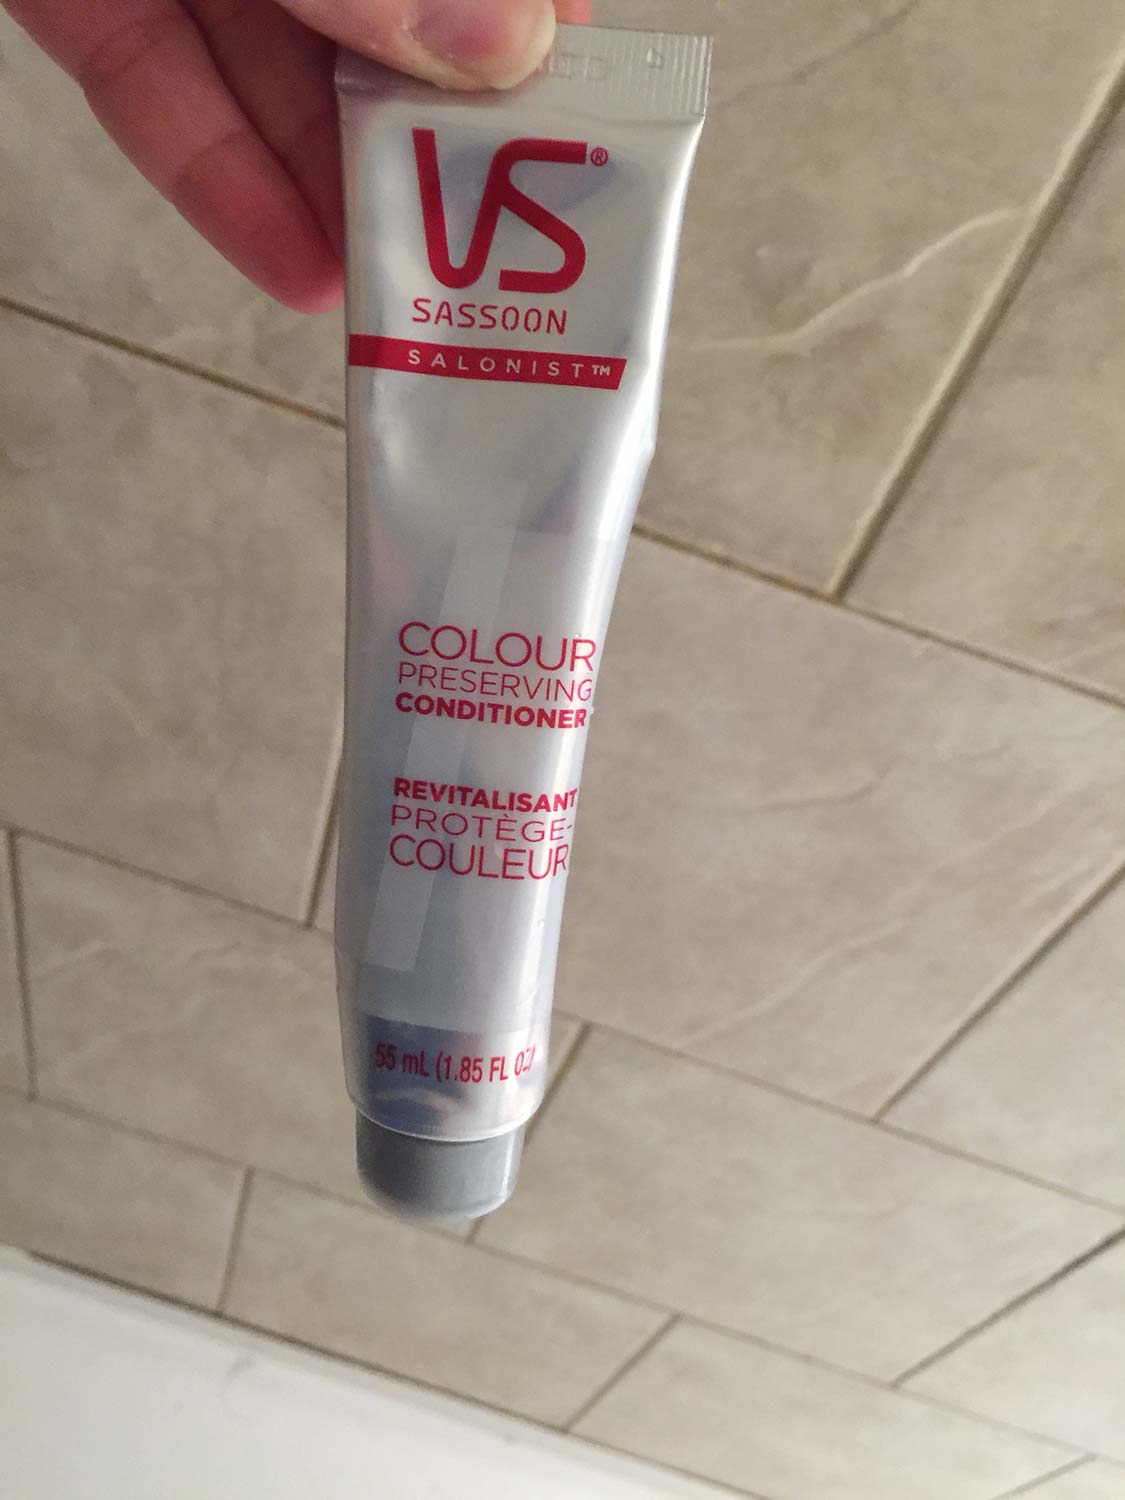 VS®
SASSOON
SALONIST™
COLOUR
PRESERVING
CONDITIONER
REVITALISANT
PROTÈGE-
COULEUR
55 mL (1.85 FL OZ)